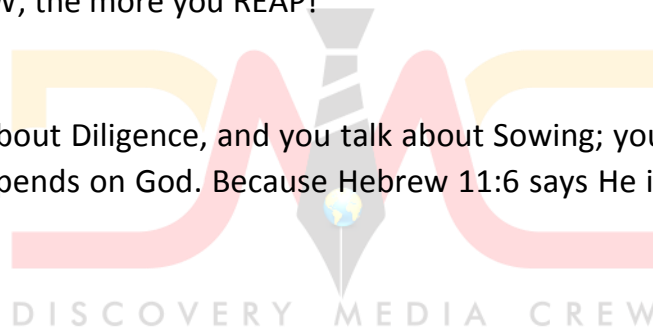 , the more you REAP!
bout Diligence, and you talk about Sowing; you
pends on God. Because Hebrew 11:6 says He i
DMC
DISCOVERY MEDIA CREW